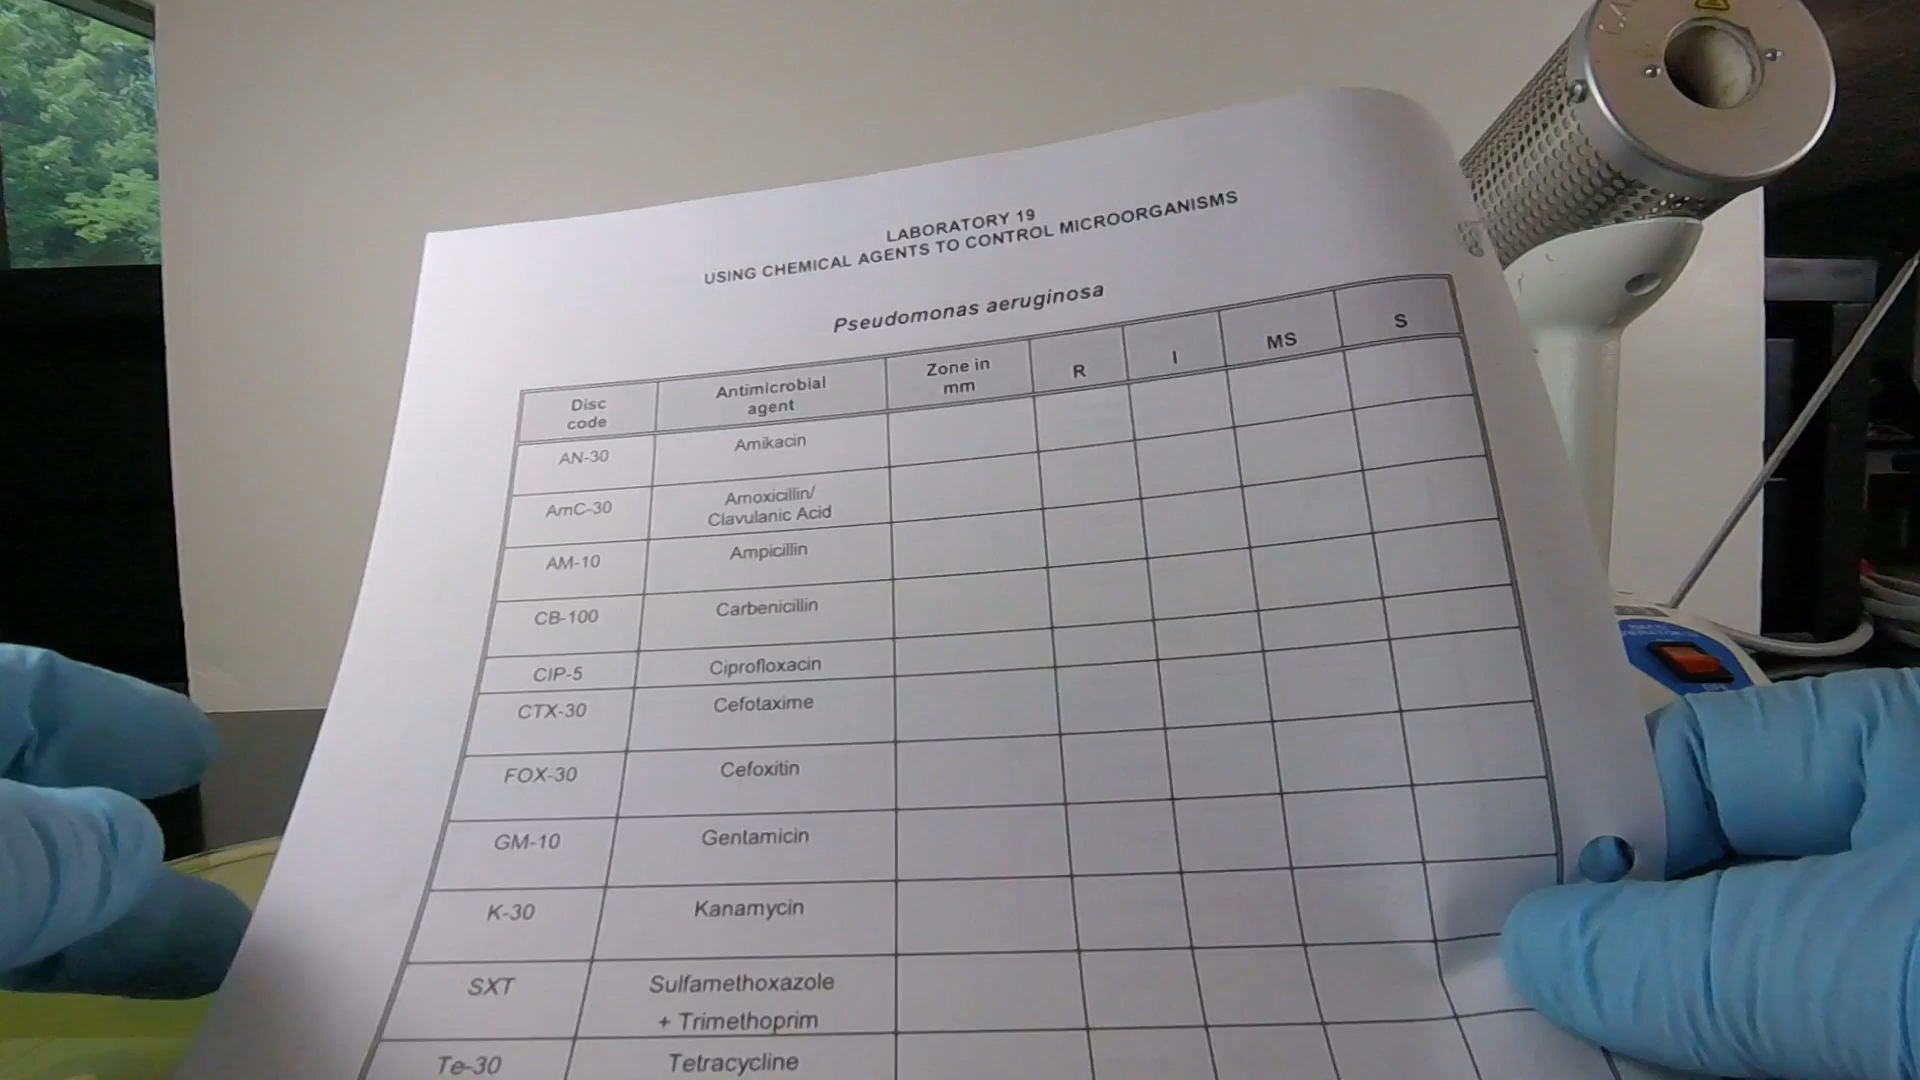 LABORATORY 19
USING CHEMICAL AGENTS TO CONTROL MICROORGANISMS
Pseudomonas aeruginosa
Disc code | Antimicrobial agent | Zone in mm | R | I | MS | S
AN-30 Amikacin
AmC-30 Amoxicillin/
Clavulanic Acid
AM-10 Ampicillin
CB-100 Carbenicillin
CIP-5 Ciprofloxacin
CTX-30 Cefotaxime
FOX-30 Cefoxitin
GM-10 Gentamicin
K-30 Kanamycin
SXT Sulfamethoxazole
+ Trimethoprim
Te-30 Tetracycline